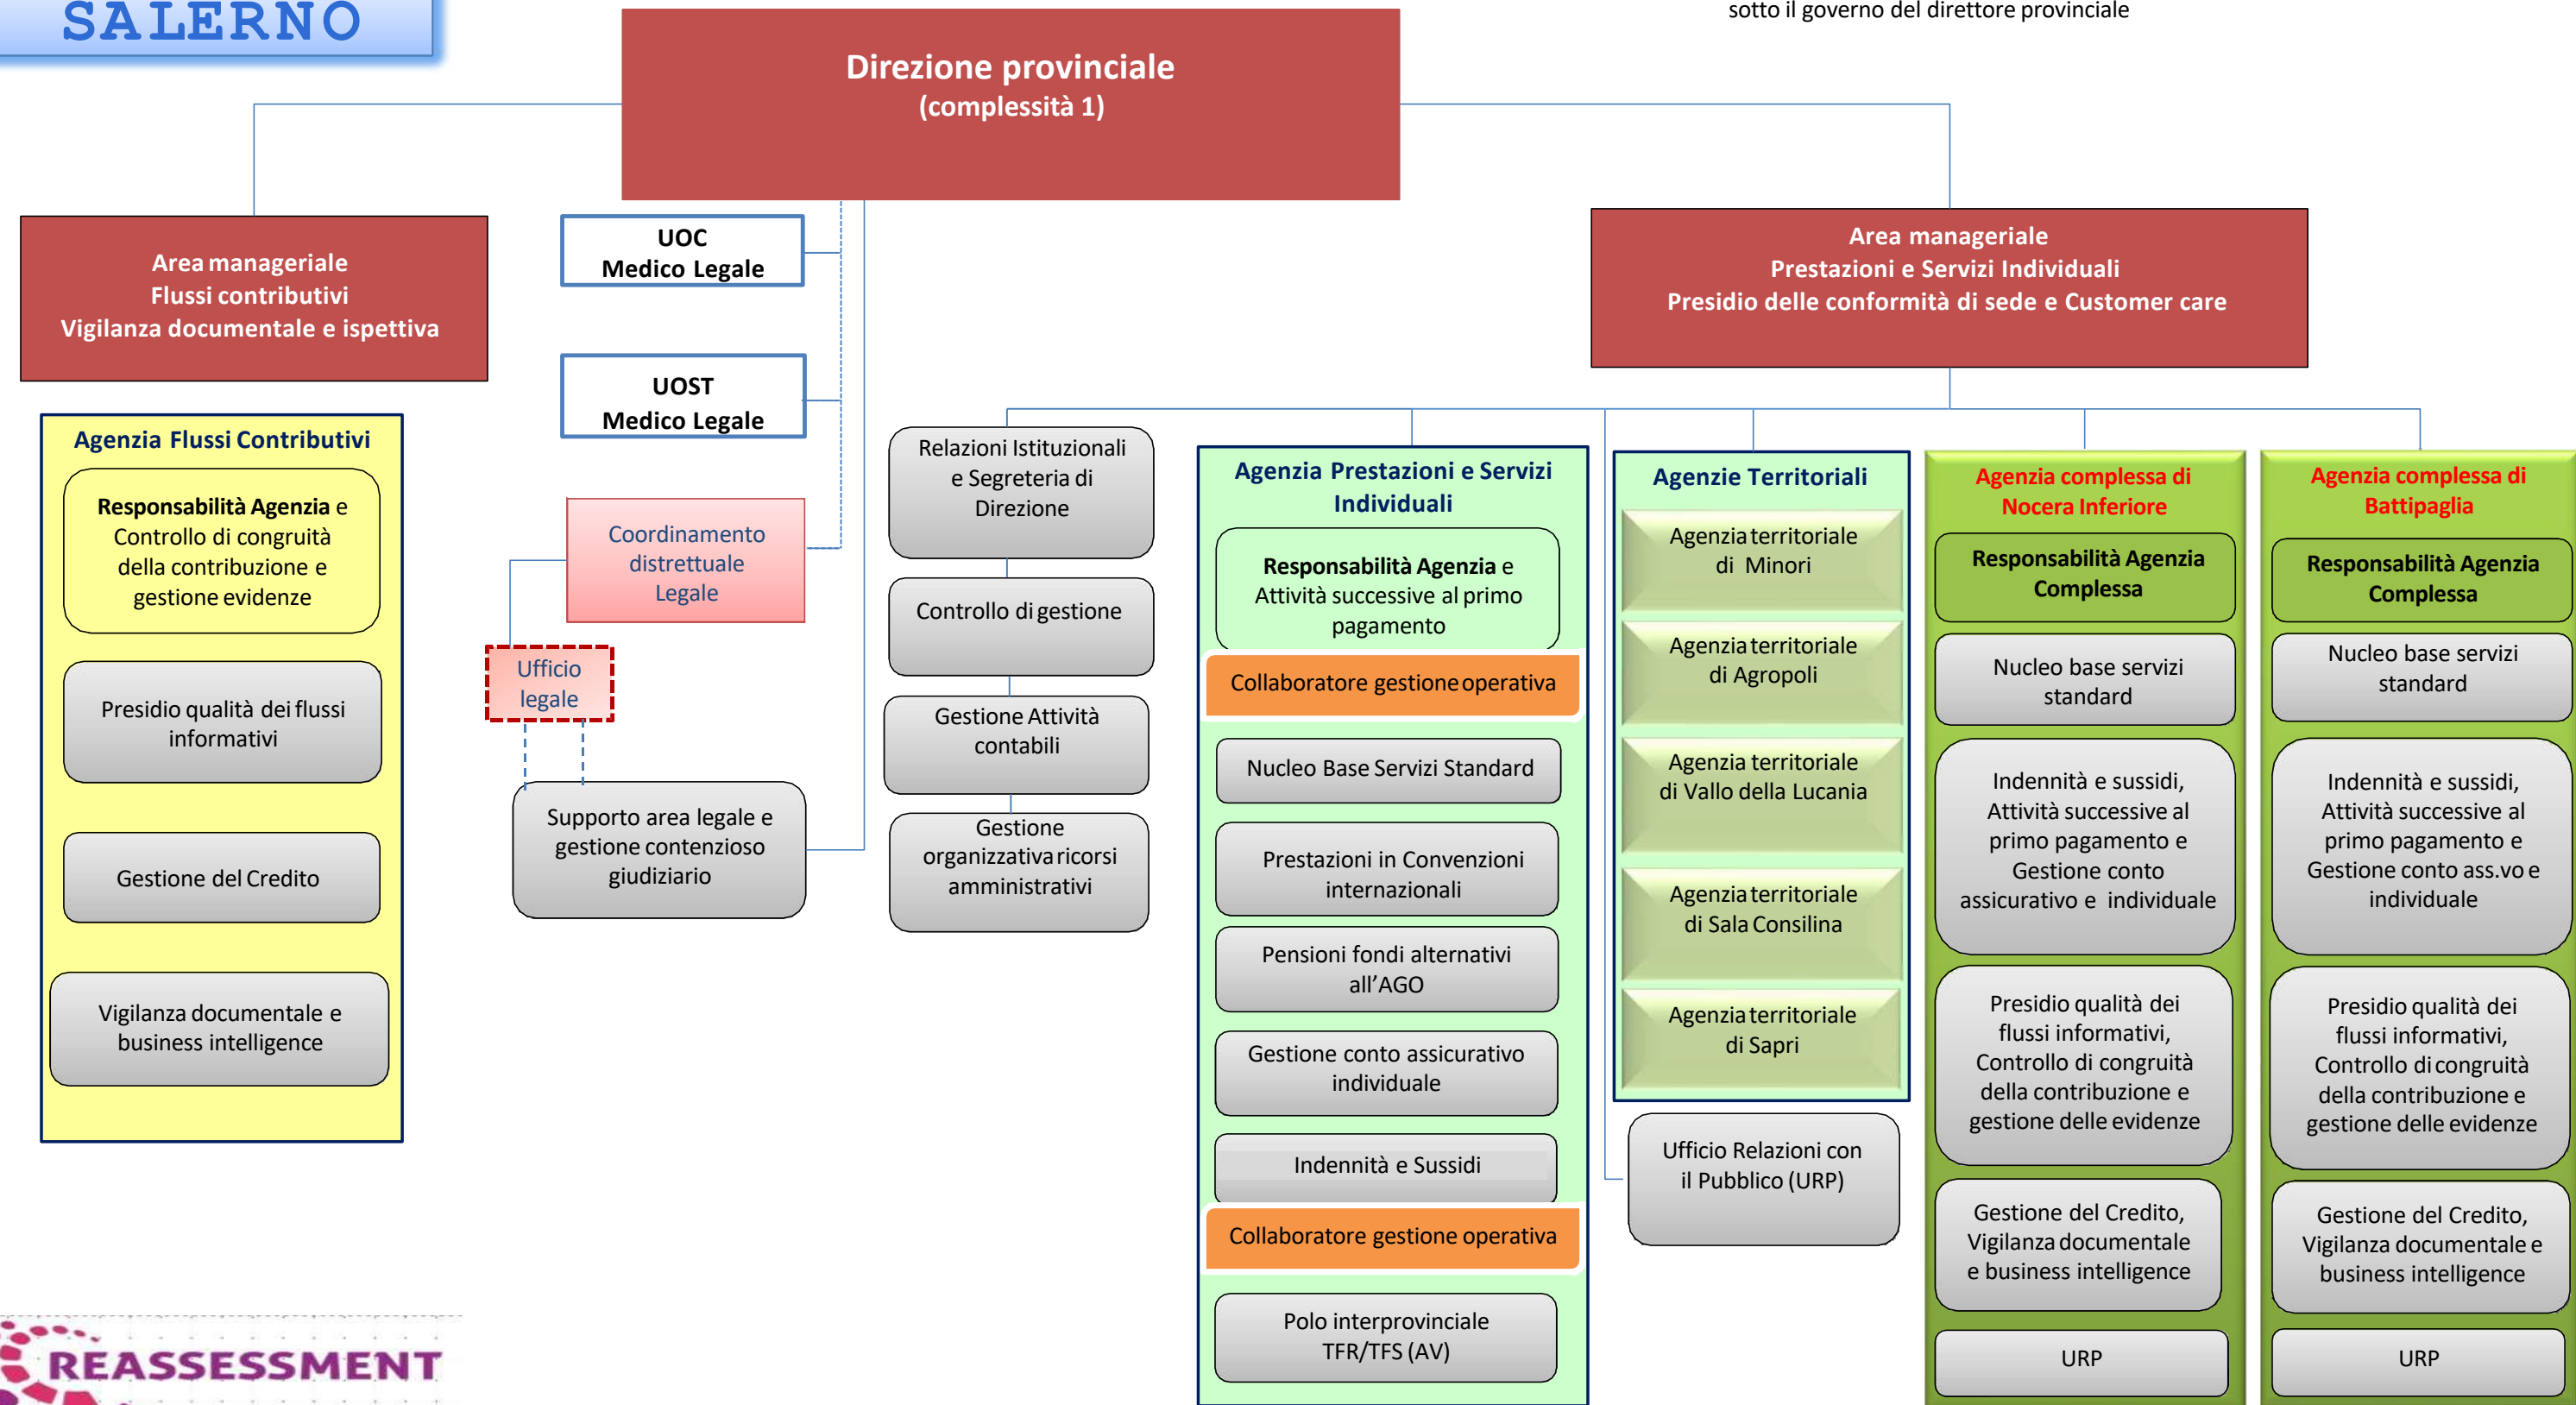 SALERNO
sotto il governo del direttore provinciale
Direzione provinciale
(complessità 1)
Area manageriale
Flussi contributivi
Vigilanza documentale e ispettiva
UOC
Medico Legale
UOST
Medico Legale
Area manageriale
Prestazioni e Servizi Individuali
Presidio delle conformità di sede e Customer care
Agenzia Flussi Contributivi
Responsabilità Agenzia e
Controllo di congruità
della contribuzione e
gestione evidenze
Presidio qualità dei flussi
informativi
Gestione del Credito
Vigilanza documentale e
business intelligence
Coordinamento
distrettuale
Legale
Ufficio
legale
Supporto area legale e
gestione contenzioso
giudiziario
Relazioni Istituzionali
e Segreteria di
Direzione
Controllo di gestione
Gestione Attività
contabili
Gestione
organizzativa ricorsi
amministrativi
Agenzia Prestazioni e Servizi
Individuali
Responsabilità Agenzia e
Attività successive al primo
pagamento
Collaboratore gestione operativa
Nucleo Base Servizi Standard
Prestazioni in Convenzioni
internazionali
Pensioni fondi alternativi
all’AGO
Gestione conto assicurativo
individuale
Indennità e Sussidi
Collaboratore gestione operativa
Polo interprovinciale
TFR/TFS (AV)
Agenzie Territoriali
Agenzia territoriale
di Minori
Agenzia territoriale
di Agropoli
Agenzia territoriale
di Vallo della Lucania
Agenzia territoriale
di Sala Consilina
Agenzia territoriale
di Sapri
Ufficio Relazioni con
il Pubblico (URP)
Agenzia complessa di
Nocera Inferiore
Responsabilità Agenzia
Complessa
Nucleo base servizi
standard
Indennità e sussidi,
Attività successive al
primo pagamento e
Gestione conto
assicurativo e individuale
Presidio qualità dei
flussi informativi,
Controllo di congruità
della contribuzione e
gestione delle evidenze
Gestione del Credito,
Vigilanza documentale
e business intelligence
URP
Agenzia complessa di
Battipaglia
Responsabilità Agenzia
Complessa
Nucleo base servizi
standard
Indennità e sussidi,
Attività successive al
primo pagamento e
Gestione conto ass.vo e
individuale
Presidio qualità dei
flussi informativi,
Controllo di congruità
della contribuzione e
gestione delle evidenze
Gestione del Credito,
Vigilanza documentale e
business intelligence
URP
REASSESSMENT